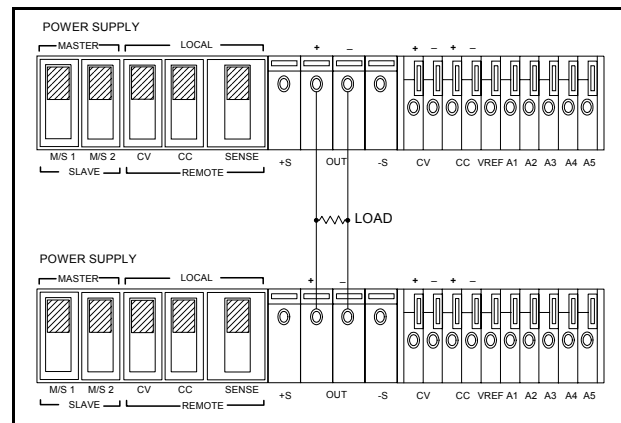 POWER SUPPLY
MASTER LOCAL + – + – + –
M/S 1 M/S 2 CV CC SENSE +S OUT -S CV CC VREF A1 A2 A3 A4 A5
SLAVE REMOTE
LOAD
POWER SUPPLY
MASTER LOCAL + – + – + –
M/S 1 M/S 2 CV CC SENSE +S OUT -S CV CC VREF A1 A2 A3 A4 A5
SLAVE REMOTE